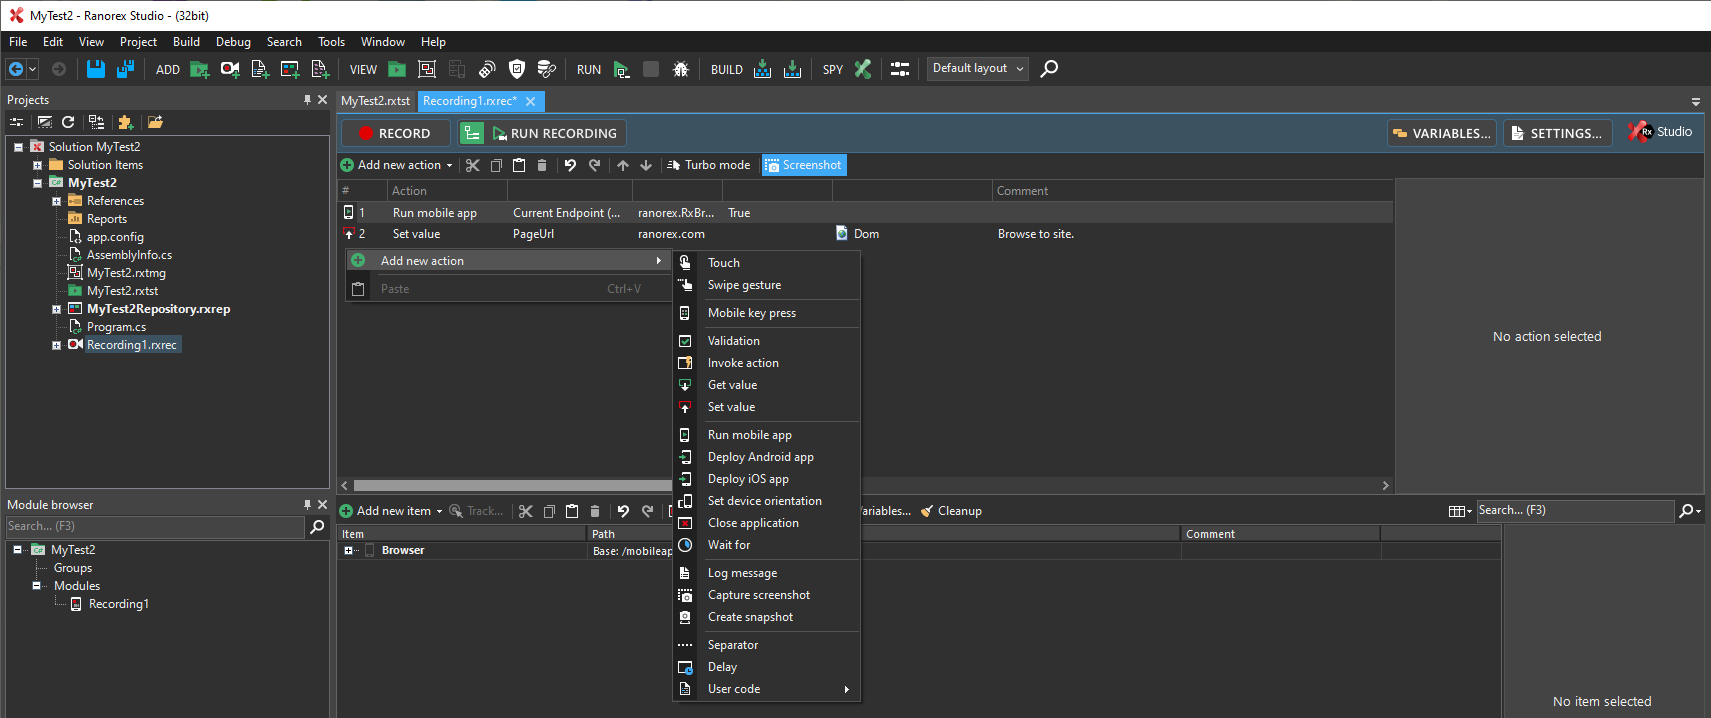 MyTest2 - Ranorex Studio - (32bit)
File Edit View Project Build Debug Search Tools Window Help
ADD VIEW RUN BUILD SPY Default layout
Projects
MyTest2.rxtst Recording1.rxrec*
RECORD RUN RECORDING VARIABLES... SETTINGS... Rx Studio
Solution MyTest2
Solution Items
MyTest2
References
Reports
app.config
AssemblyInfo.cs
MyTest2.rxtmg
MyTest2.rxtst
MyTest2Repository.rxrep
Program.cs
Recording1.rxrec
Add new action Turbo mode Screenshot
# Action Comment
1 Run mobile app Current Endpoint (... ranorex.RxBr... True
2 Set value PageUrl ranorex.com Dom Browse to site.
Add new action
Paste Ctrl+V
Touch
Swipe gesture
Mobile key press
Validation
Invoke action
Get value
Set value
Run mobile app
Deploy Android app
Deploy iOS app
Set device orientation
Close application
Wait for
Log message
Capture screenshot
Create snapshot
Separator
Delay
User code
No action selected
Module browser
Search... (F3)
MyTest2
Groups
Modules
Recording1
Add new item Track... ariables... Cleanup Search... (F3)
Item Path Comment
Browser Base: /mobileap
No item selected